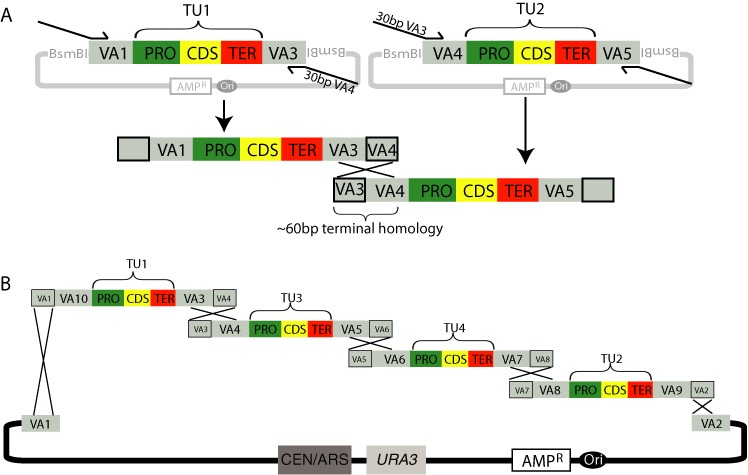 A
TU1
TU2
30bp VA3
BsmBI VA1 PRO CDS TER VA3 BsmBI
BsmBI VA4 PRO CDS TER VA5 BsmBI
30bp VA4
AMPR Ori
AMPR Ori
VA1 PRO CDS TER VA3 VA4
VA3 VA4 PRO CDS TER VA5
~60bp terminal homology
B
TU1
VA1 VA10 PRO CDS TER VA3 VA4
TU3
VA3 VA4 PRO CDS TER VA5 VA6
TU4
VA5 VA6 PRO CDS TER VA7 VA8
TU2
VA7 VA8 PRO CDS TER VA9 VA2
VA1
VA2
CEN/ARS URA3 AMPR Ori